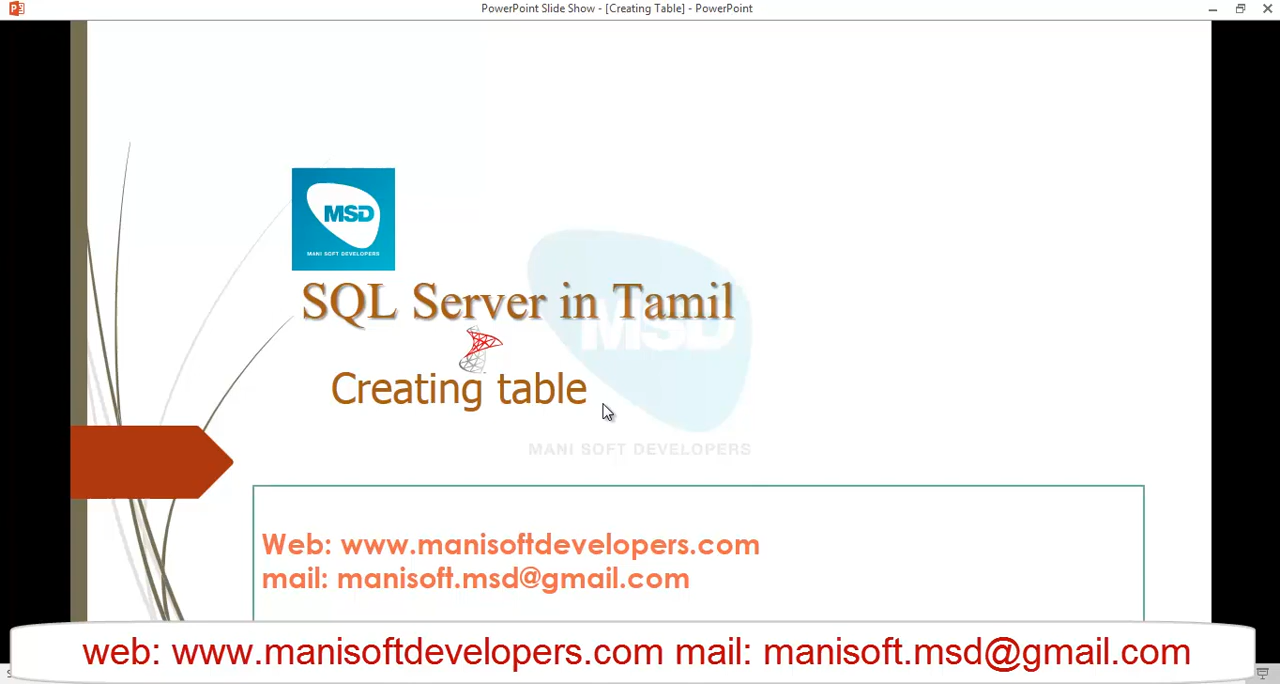 PowerPoint Slide Show - [Creating Table] - PowerPoint
MSD
MANI SOFT DEVELOPERS
SQL Server in Tamil
MSD
Creating table
MANI SOFT DEVELOPERS
Web: www.manisoftdevelopers.com
mail: manisoft.msd@gmail.com
web: www.manisoftdevelopers.com mail: manisoft.msd@gmail.com